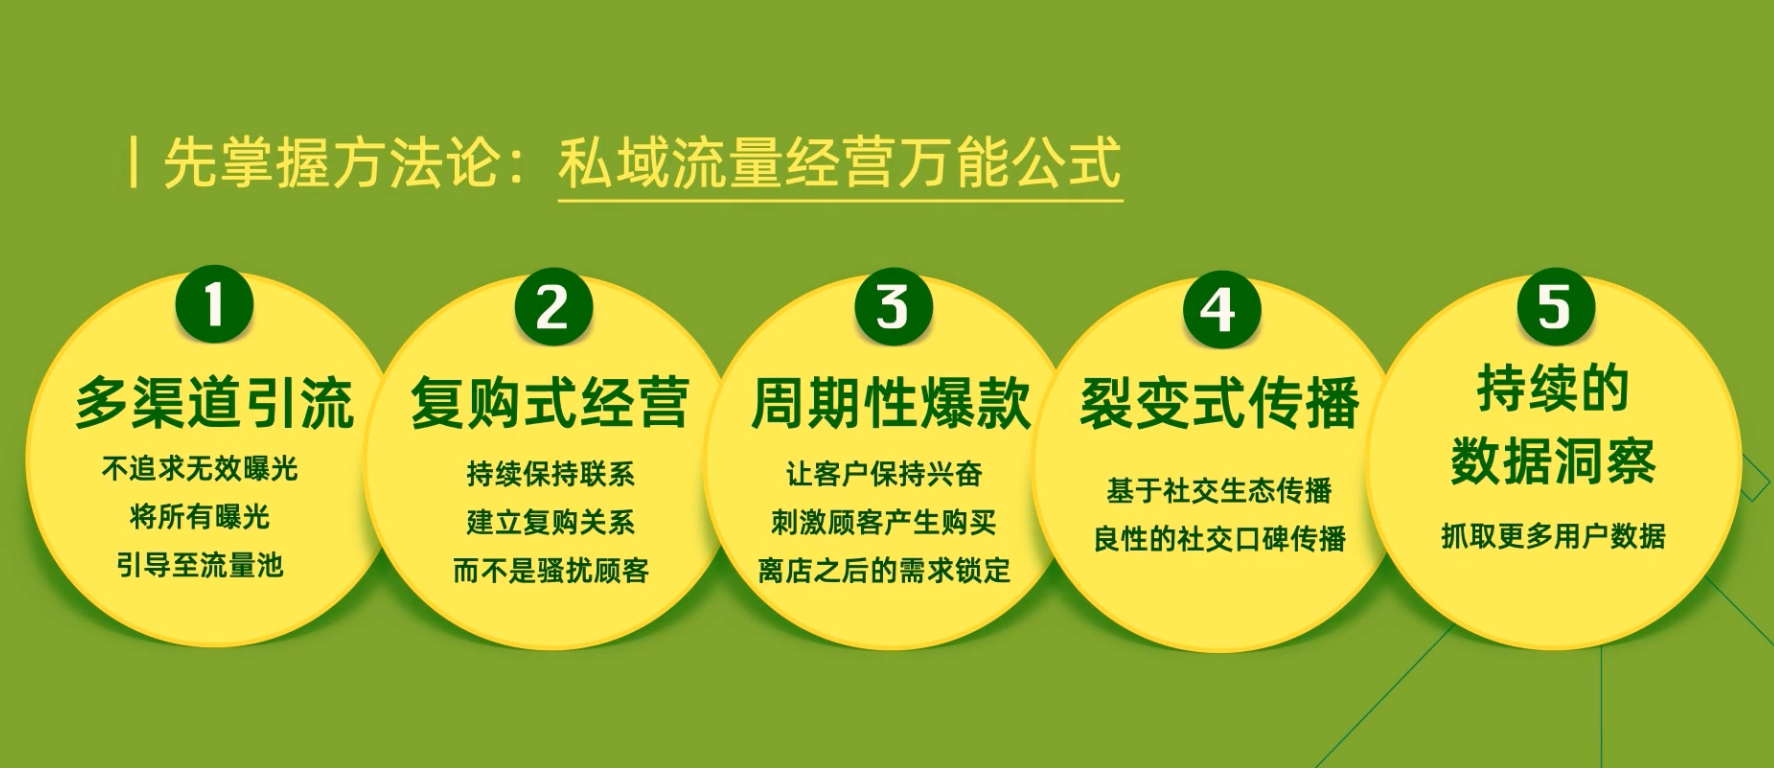 丨先掌握方法论：私域流量经营万能公式
1
多渠道引流
不追求无效曝光
将所有曝光
引导至流量池
2
复购式经营
持续保持联系
建立复购关系
而不是骚扰顾客
3
周期性爆款
让客户保持兴奋
刺激顾客产生购买
离店之后的需求锁定
4
裂变式传播
基于社交生态传播
良性的社交口碑传播
5
持续的
数据洞察
抓取更多用户数据